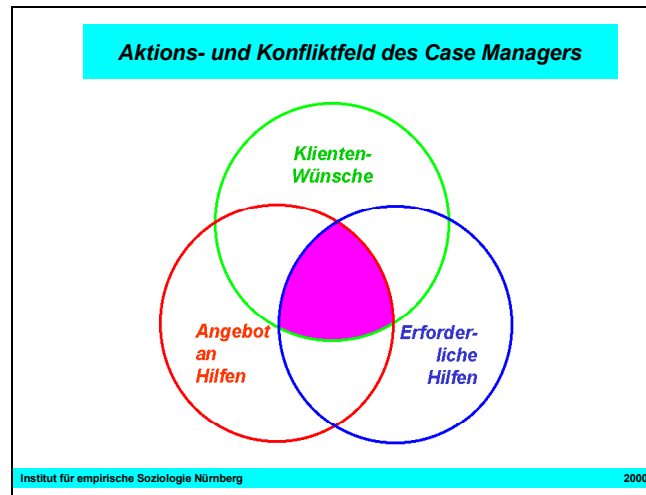 Aktions- und Konfliktfeld des Case Managers
Klienten-
Wünsche
Angebot
an
Hilfen
Erforder-
liche
Hilfen
Institut für empirische Soziologie Nürnberg 2000